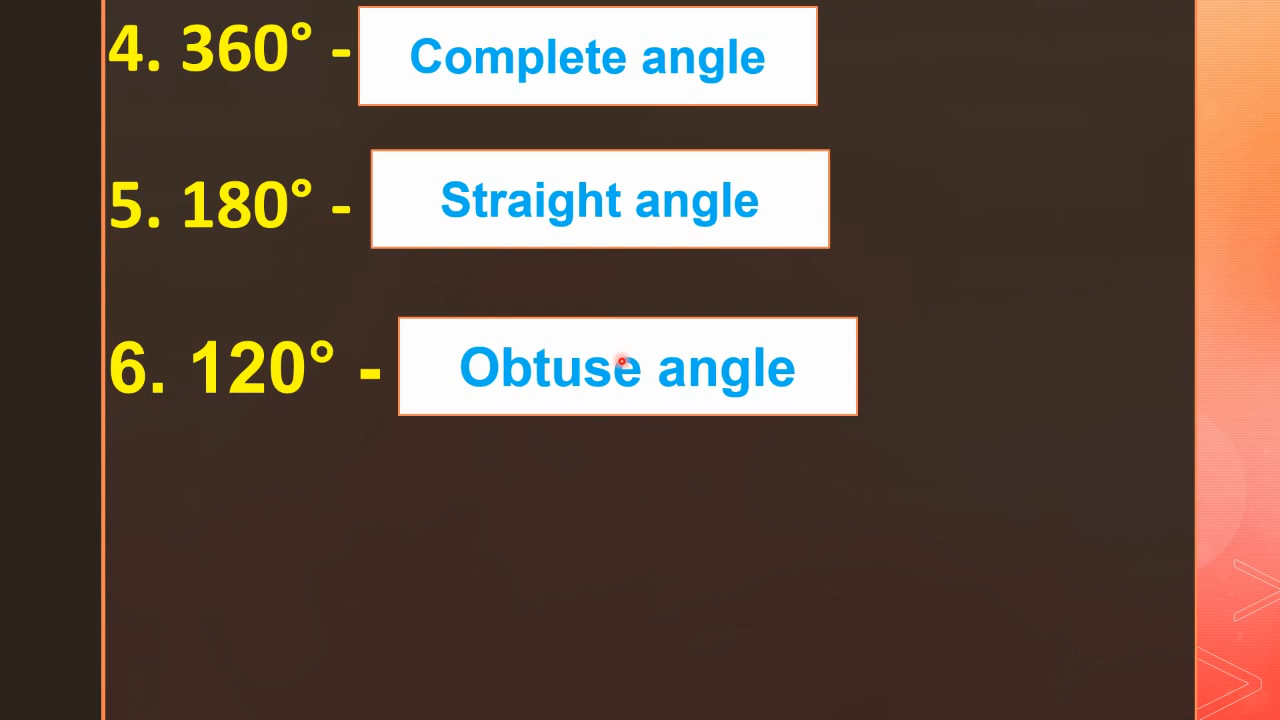 4. 360° - Complete angle
5. 180° - Straight angle
6. 120° - Obtuse angle